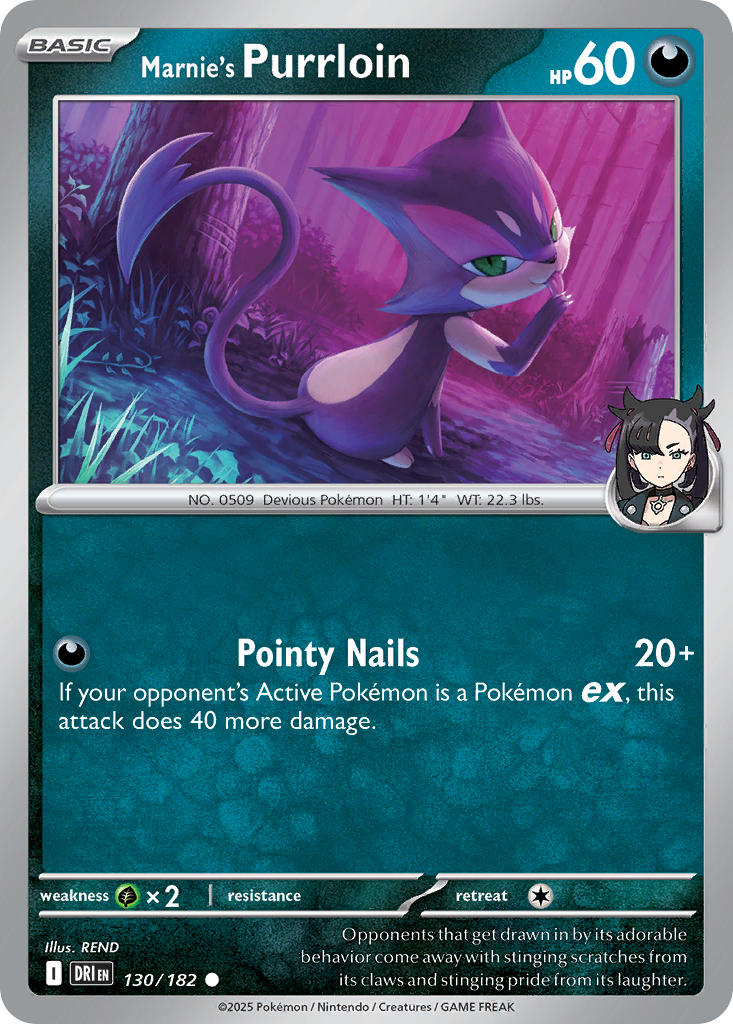 BASIC
Marnie's Purrloin HP 60
NO. 0509 Devious Pokémon HT: 1'4" WT: 22.3 lbs.
Pointy Nails 20+
If your opponent's Active Pokémon is a Pokémon ex, this
attack does 40 more damage.
weakness ×2 resistance retreat
Illus. REND
Opponents that get drawn in by its adorable
behavior come away with stinging scratches from
its claws and stinging pride from its laughter.
I DRI EN 130/182
©2025 Pokémon / Nintendo / Creatures / GAME FREAK